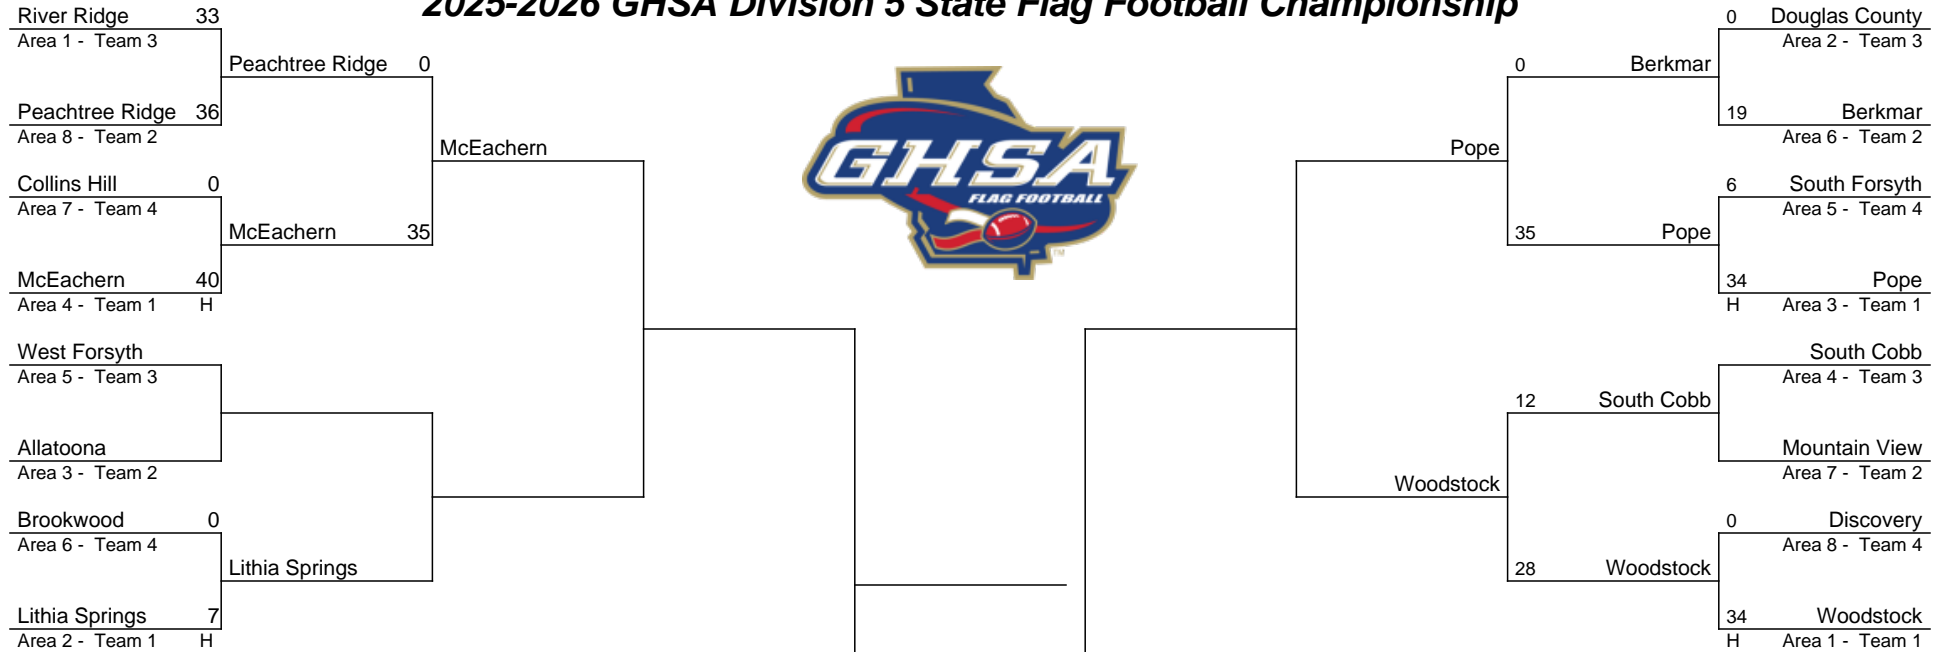 2025-2026 GHSA Division 5 State Flag Football Championship
River Ridge 33
Area 1 - Team 3
Peachtree Ridge 0
Peachtree Ridge 36
Area 8 - Team 2
McEachern
Collins Hill 0
Area 7 - Team 4
McEachern 35
McEachern 40
Area 4 - Team 1 H
West Forsyth
Area 5 - Team 3
Allatoona
Area 3 - Team 2
Brookwood 0
Area 6 - Team 4
Lithia Springs
Lithia Springs 7
Area 2 - Team 1 H
GHSA
FLAG FOOTBALL
TM
0 Douglas County
Area 2 - Team 3
0 Berkmar
19 Berkmar
Area 6 - Team 2
Pope
6 South Forsyth
Area 5 - Team 4
35 Pope
34 Pope
H Area 3 - Team 1
South Cobb
Area 4 - Team 3
12 South Cobb
Mountain View
Area 7 - Team 2
Woodstock
0 Discovery
Area 8 - Team 4
28 Woodstock
34 Woodstock
H Area 1 - Team 1